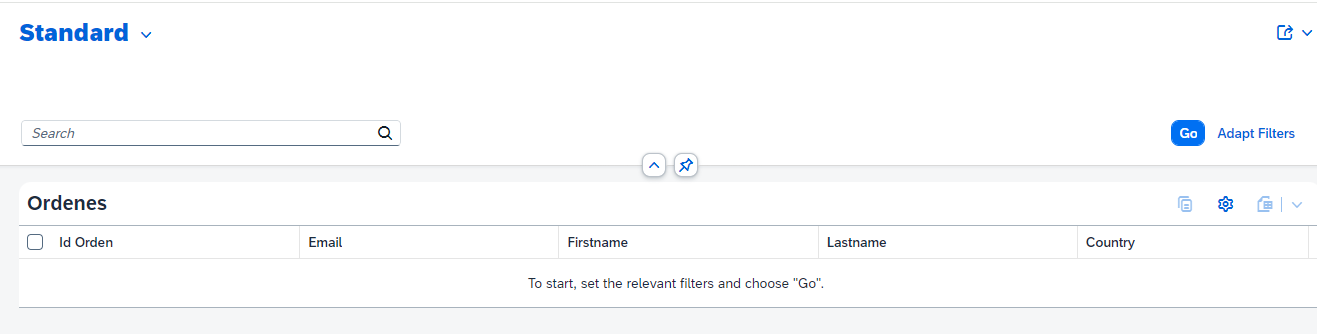 Standard
Search
Go Adapt Filters
Ordenes
Id Orden Email Firstname Lastname Country
To start, set the relevant filters and choose "Go".